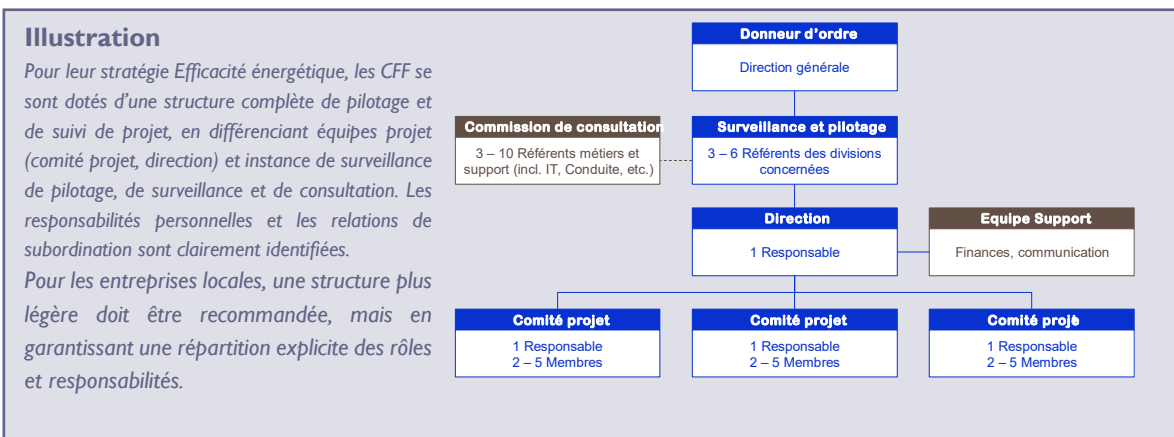 Illustration
Pour leur stratégie Efficacité énergétique, les CFF se
sont dotés d'une structure complète de pilotage et
de suivi de projet, en différenciant équipes projet
(comité projet, direction) et instance de surveillance
de pilotage, de surveillance et de consultation. Les
responsabilités personnelles et les relations de
subordination sont clairement identifiées.
Pour les entreprises locales, une structure plus
légère doit être recommandée, mais en
garantissant une répartition explicite des rôles
et responsabilités.
Donneur d'ordre
Direction générale
Commission de consultation
3 – 10 Référents métiers et
support (incl. IT, Conduite, etc.)
Surveillance et pilotage
3 – 6 Référents des divisions
concernées
Direction
1 Responsable
Equipe Support
Finances, communication
Comité projet
1 Responsable
2 – 5 Membres
Comité projet
1 Responsable
2 – 5 Membres
Comité projet
1 Responsable
2 – 5 Membres